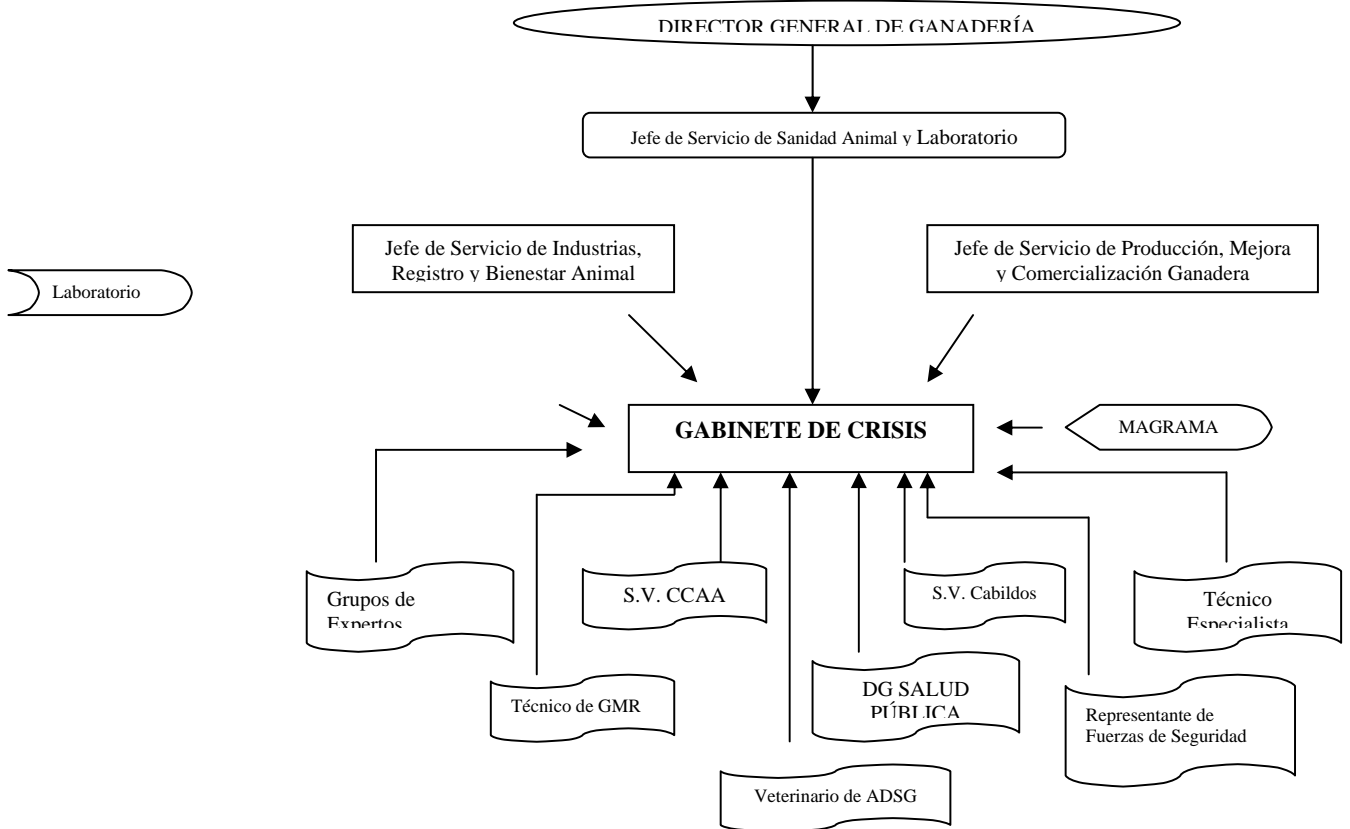 DIRECTOR GENERAL DE GANADERÍA
Jefe de Servicio de Sanidad Animal y Laboratorio
Jefe de Servicio de Industrias,
Registro y Bienestar Animal
Jefe de Servicio de Producción, Mejora
y Comercialización Ganadera
Laboratorio
GABINETE DE CRISIS
MAGRAMA
Grupos de
Expertos
S.V. CCAA
S.V. Cabildos
Técnico
Especialista
Técnico de GMR
DG SALUD
PÚBLICA
Representante de
Fuerzas de Seguridad
Veterinario de ADSG